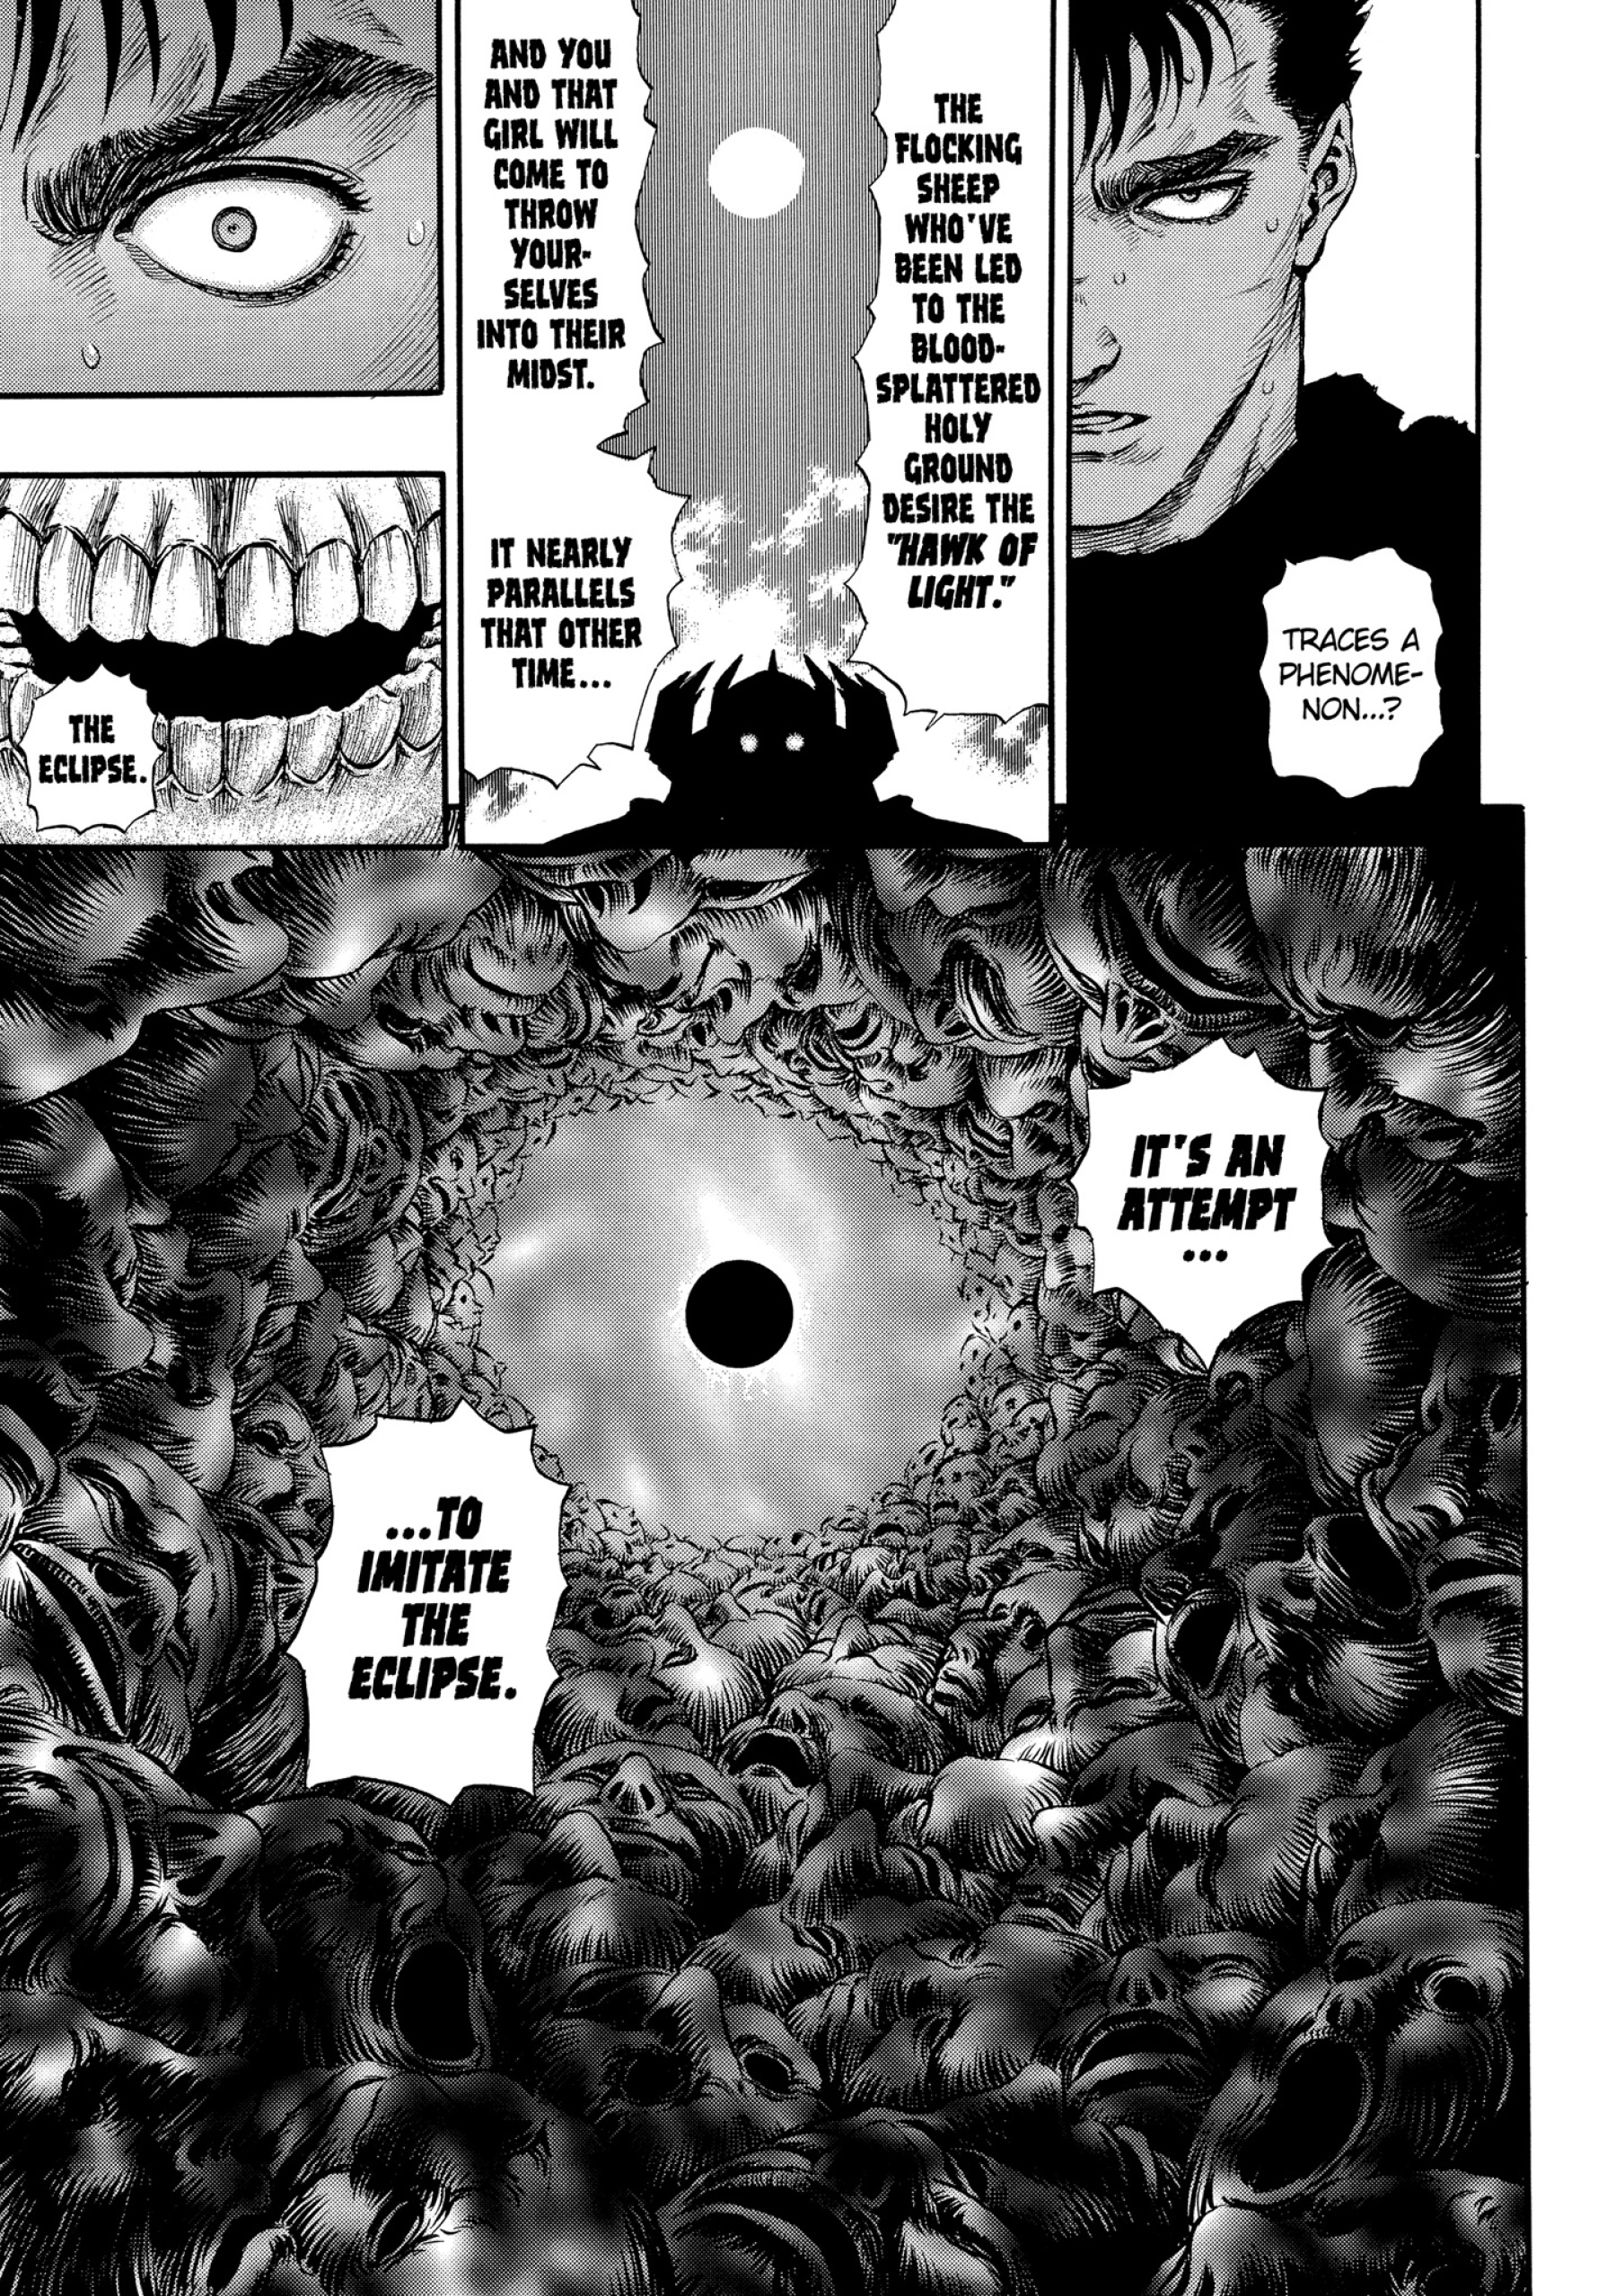 TRACES A
PHENOME-
NON...?
THE
FLOCKING
SHEEP
WHO'VE
BEEN LED
TO THE
BLOOD-
SPLATTERED
HOLY
GROUND
DESIRE THE
"HAWK OF
LIGHT."
AND YOU
AND THAT
GIRL WILL
COME TO
THROW
YOUR-
SELVES
INTO THEIR
MIDST.
IT NEARLY
PARALLELS
THAT OTHER
TIME...
THE
ECLIPSE.
IT'S AN
ATTEMPT
...
...TO
IMITATE
THE
ECLIPSE.